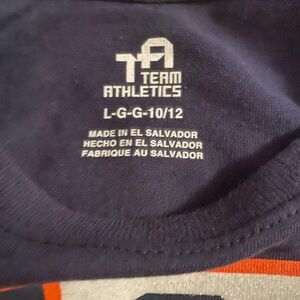 TA
TEAM
ATHLETICS
L-G-G-10/12
MADE IN EL SALVADOR
HECHO EN EL SALVADOR
FABRIQUE AU SALVADOR